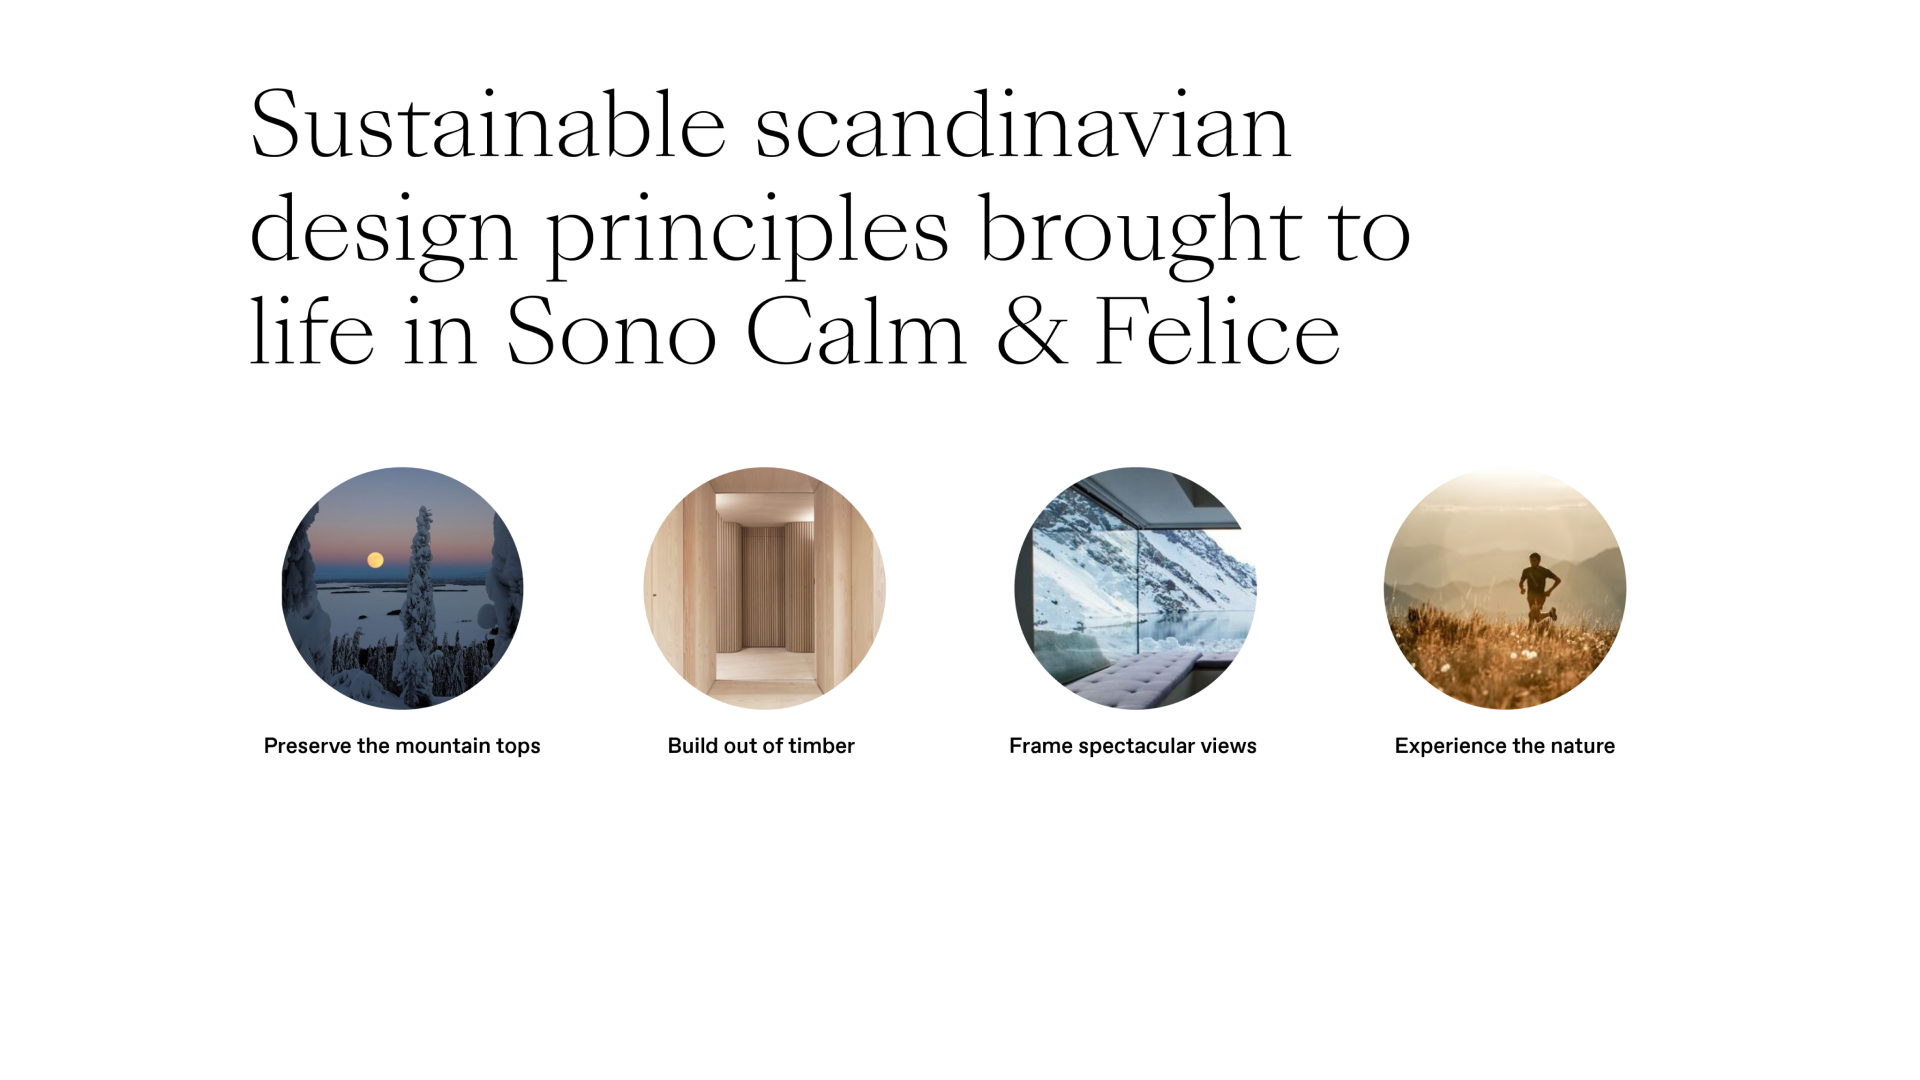 Sustainable scandinavian
design principles brought to
life in Sono Calm & Felice
Preserve the mountain tops
Build out of timber
Frame spectacular views
Experience the nature